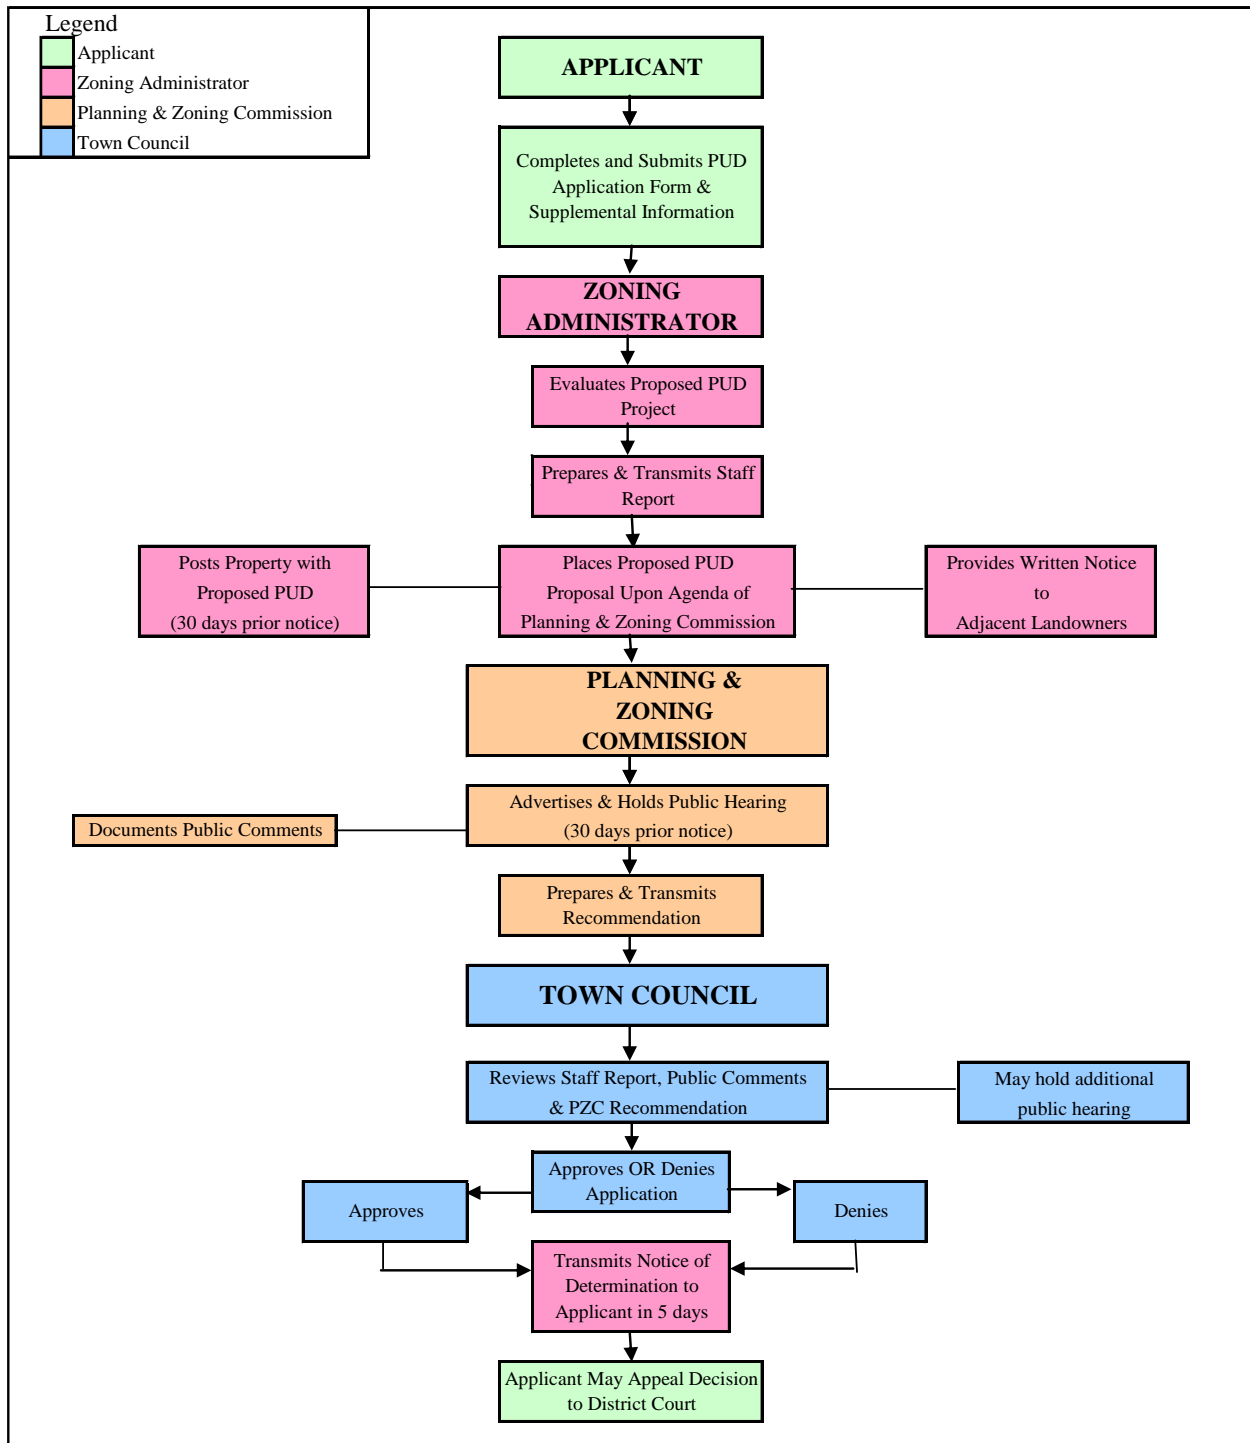 Legend
Applicant
Zoning Administrator
Planning & Zoning Commission
Town Council
APPLICANT
Completes and Submits PUD
Application Form &
Supplemental Information
ZONING
ADMINISTRATOR
Evaluates Proposed PUD
Project
Prepares & Transmits Staff
Report
Posts Property with
Proposed PUD
(30 days prior notice)
Places Proposed PUD
Proposal Upon Agenda of
Planning & Zoning Commission
Provides Written Notice
to
Adjacent Landowners
PLANNING &
ZONING
COMMISSION
Advertises & Holds Public Hearing
(30 days prior notice)
Documents Public Comments
Prepares & Transmits
Recommendation
TOWN COUNCIL
Reviews Staff Report, Public Comments
& PZC Recommendation
May hold additional
public hearing
Approves OR Denies
Application
Approves
Denies
Transmits Notice of
Determination to
Applicant in 5 days
Applicant May Appeal Decision
to District Court